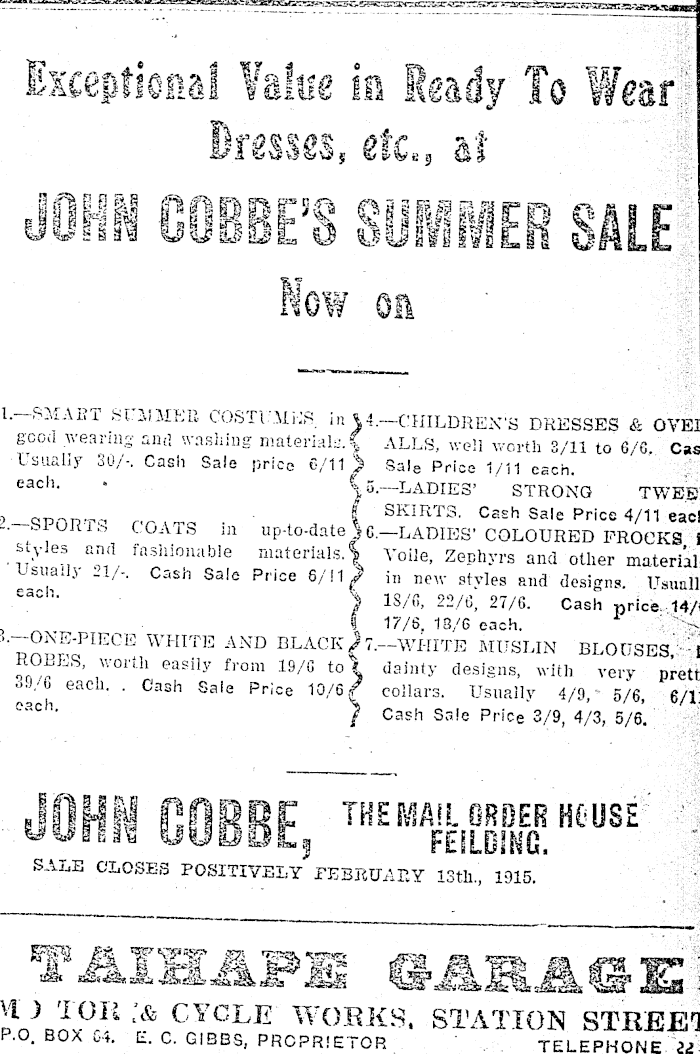 Exceptional Value in Ready To Wear
Dresses, etc., at
JOHN COBBE'S SUMMER SALE
Now on
1.—SMART SUMMER COSTUMES, in
good wearing and washing materials.
Usually 30/-. Cash Sale price 6/11
each.
2.—SPORTS COATS in up-to-date
styles and fashionable materials.
Usually 21/-. Cash Sale Price 6/11
each.
3.—ONE-PIECE WHITE AND BLACK
ROBES, worth easily from 19/6 to
39/6 each. . Cash Sale Price 10/6
each.
4.—CHILDREN'S DRESSES & OVER
ALLS, well worth 3/11 to 6/6. Cas
Sale Price 1/11 each.
5.—LADIES' STRONG TWEE
SKIRTS. Cash Sale Price 4/11 each
6.—LADIES' COLOURED FROCKS,
Voile, Zephyrs and other material
in new styles and designs. Usuall
18/6, 22/6, 27/6. Cash price 14/
17/6, 18/6 each.
7.—WHITE MUSLIN BLOUSES,
dainty designs, with very prett
collars. Usually 4/9, 5/6, 6/11
Cash Sale Price 3/9, 4/3, 5/6.
JOHN COBBE, THE MAIL ORDER HOUSE
FEILDING.
SALE CLOSES POSITIVELY FEBRUARY 13th., 1915.
TAIHAPE GARAGE
MOTOR & CYCLE WORKS, STATION STREET
P.O. BOX 64. E. C. GIBBS, PROPRIETOR TELEPHONE 22